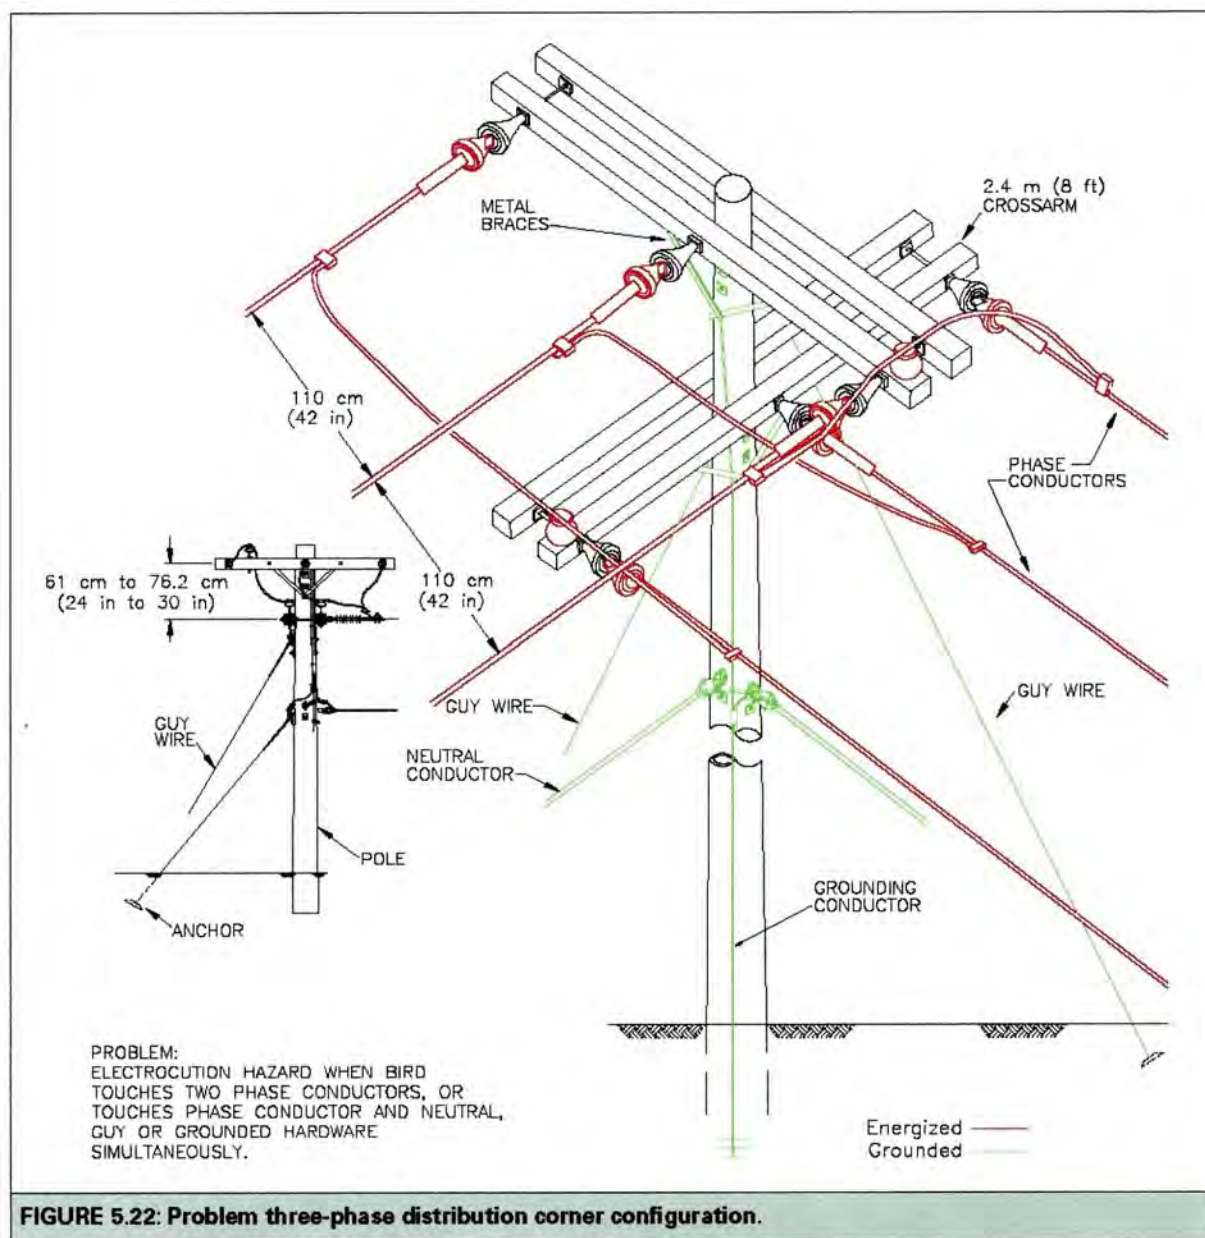 METAL
BRACES
2.4 m (8 ft)
CROSSARM
110 cm
(42 in)
PHASE
CONDUCTORS
61 cm to 76.2 cm
(24 in to 30 in)
110 cm
(42 in)
GUY WIRE
GUY WIRE
GUY
WIRE
NEUTRAL
CONDUCTOR
POLE
GROUNDING
CONDUCTOR
ANCHOR
PROBLEM:
ELECTROCUTION HAZARD WHEN BIRD
TOUCHES TWO PHASE CONDUCTORS, OR
TOUCHES PHASE CONDUCTOR AND NEUTRAL,
GUY OR GROUNDED HARDWARE
SIMULTANEOUSLY.
Energized
Grounded
FIGURE 5.22: Problem three-phase distribution corner configuration.